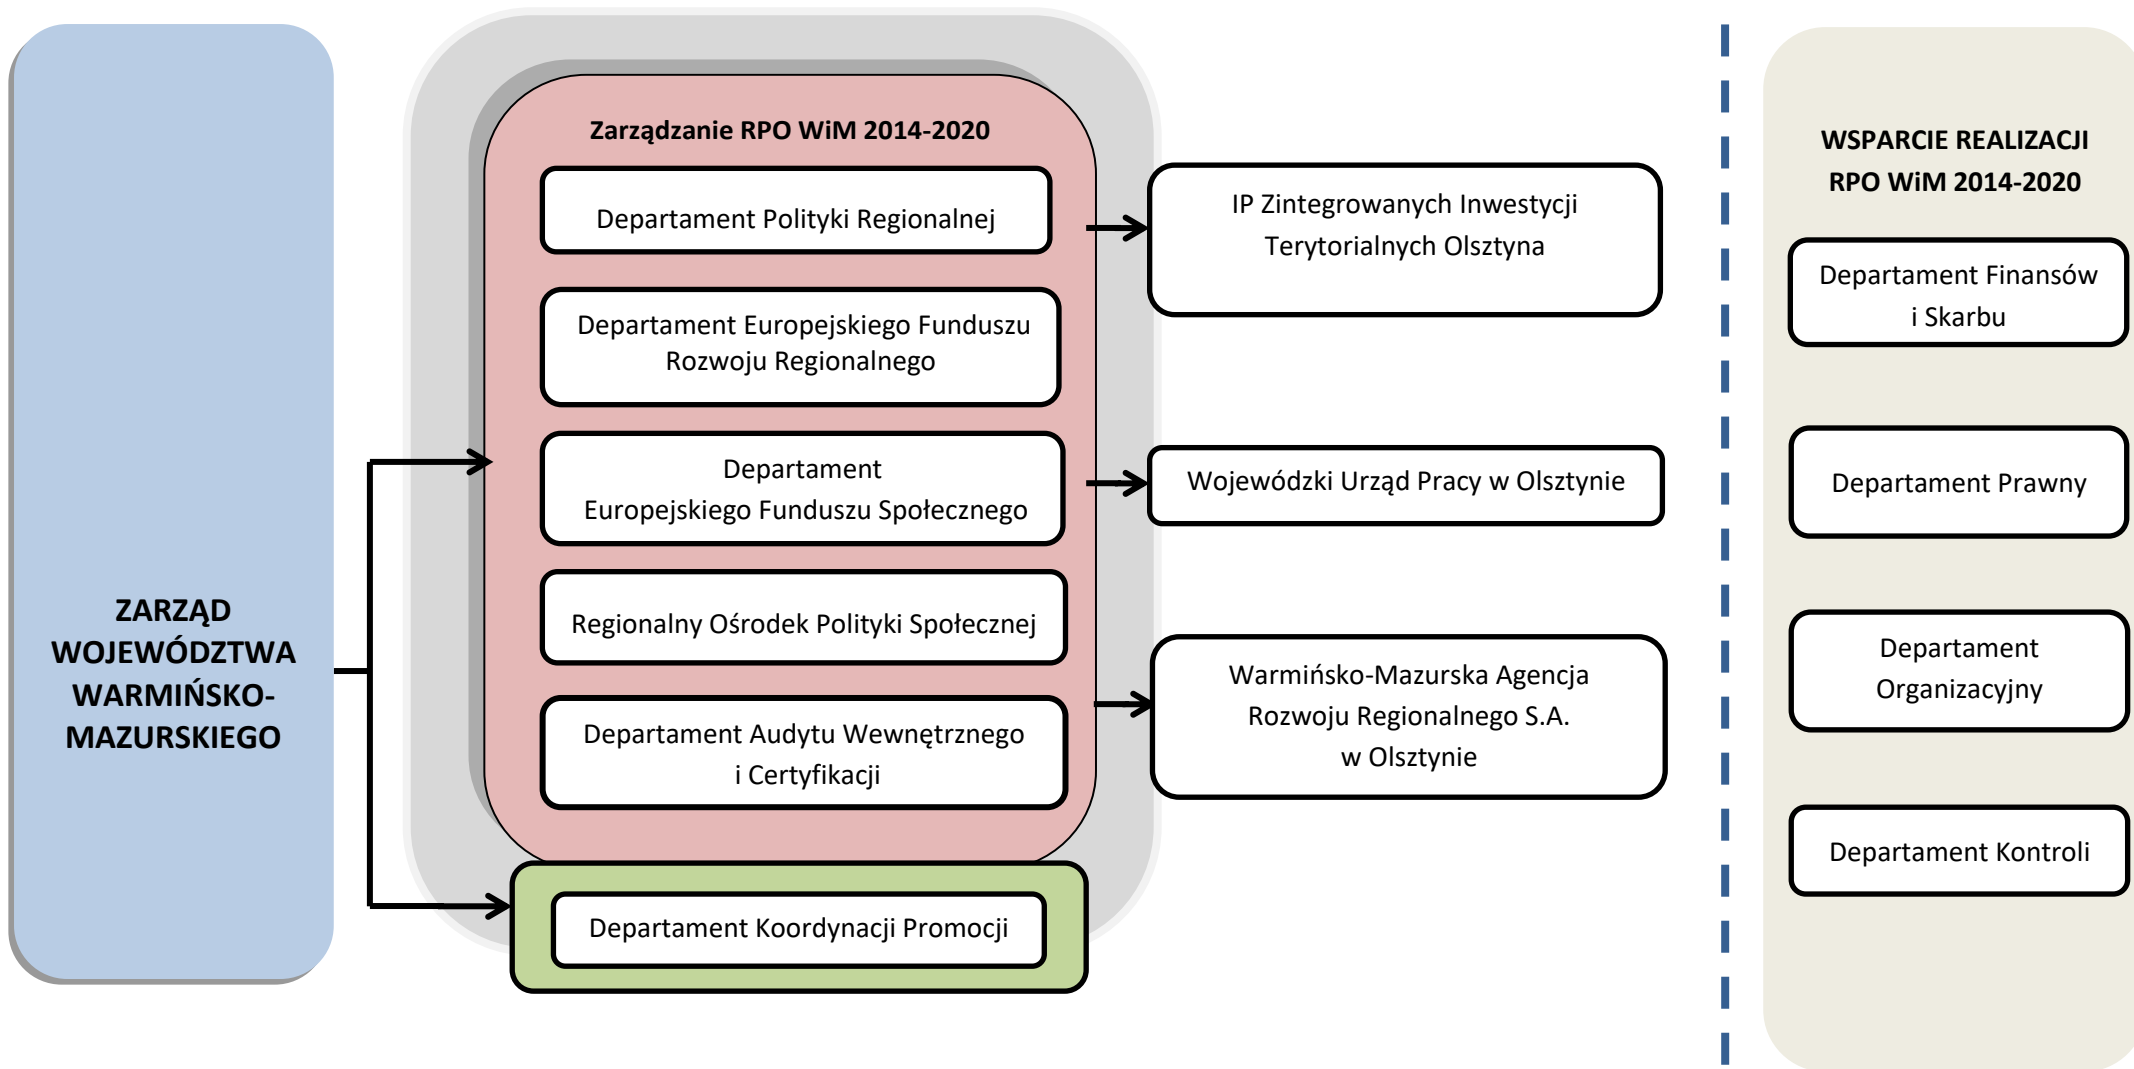 ZARZĄD
WOJEWÓDZTWA
WARMIŃSKO-
MAZURSKIEGO
Zarządzanie RPO WiM 2014-2020
Departament Polityki Regionalnej
Departament Europejskiego Funduszu
Rozwoju Regionalnego
Departament
Europejskiego Funduszu Społecznego
Regionalny Ośrodek Polityki Społecznej
Departament Audytu Wewnętrznego
i Certyfikacji
Departament Koordynacji Promocji
IP Zintegrowanych Inwestycji
Terytorialnych Olsztyna
Wojewódzki Urząd Pracy w Olsztynie
Warmińsko-Mazurska Agencja
Rozwoju Regionalnego S.A.
w Olsztynie
WSPARCIE REALIZACJI
RPO WiM 2014-2020
Departament Finansów
i Skarbu
Departament Prawny
Departament
Organizacyjny
Departament Kontroli